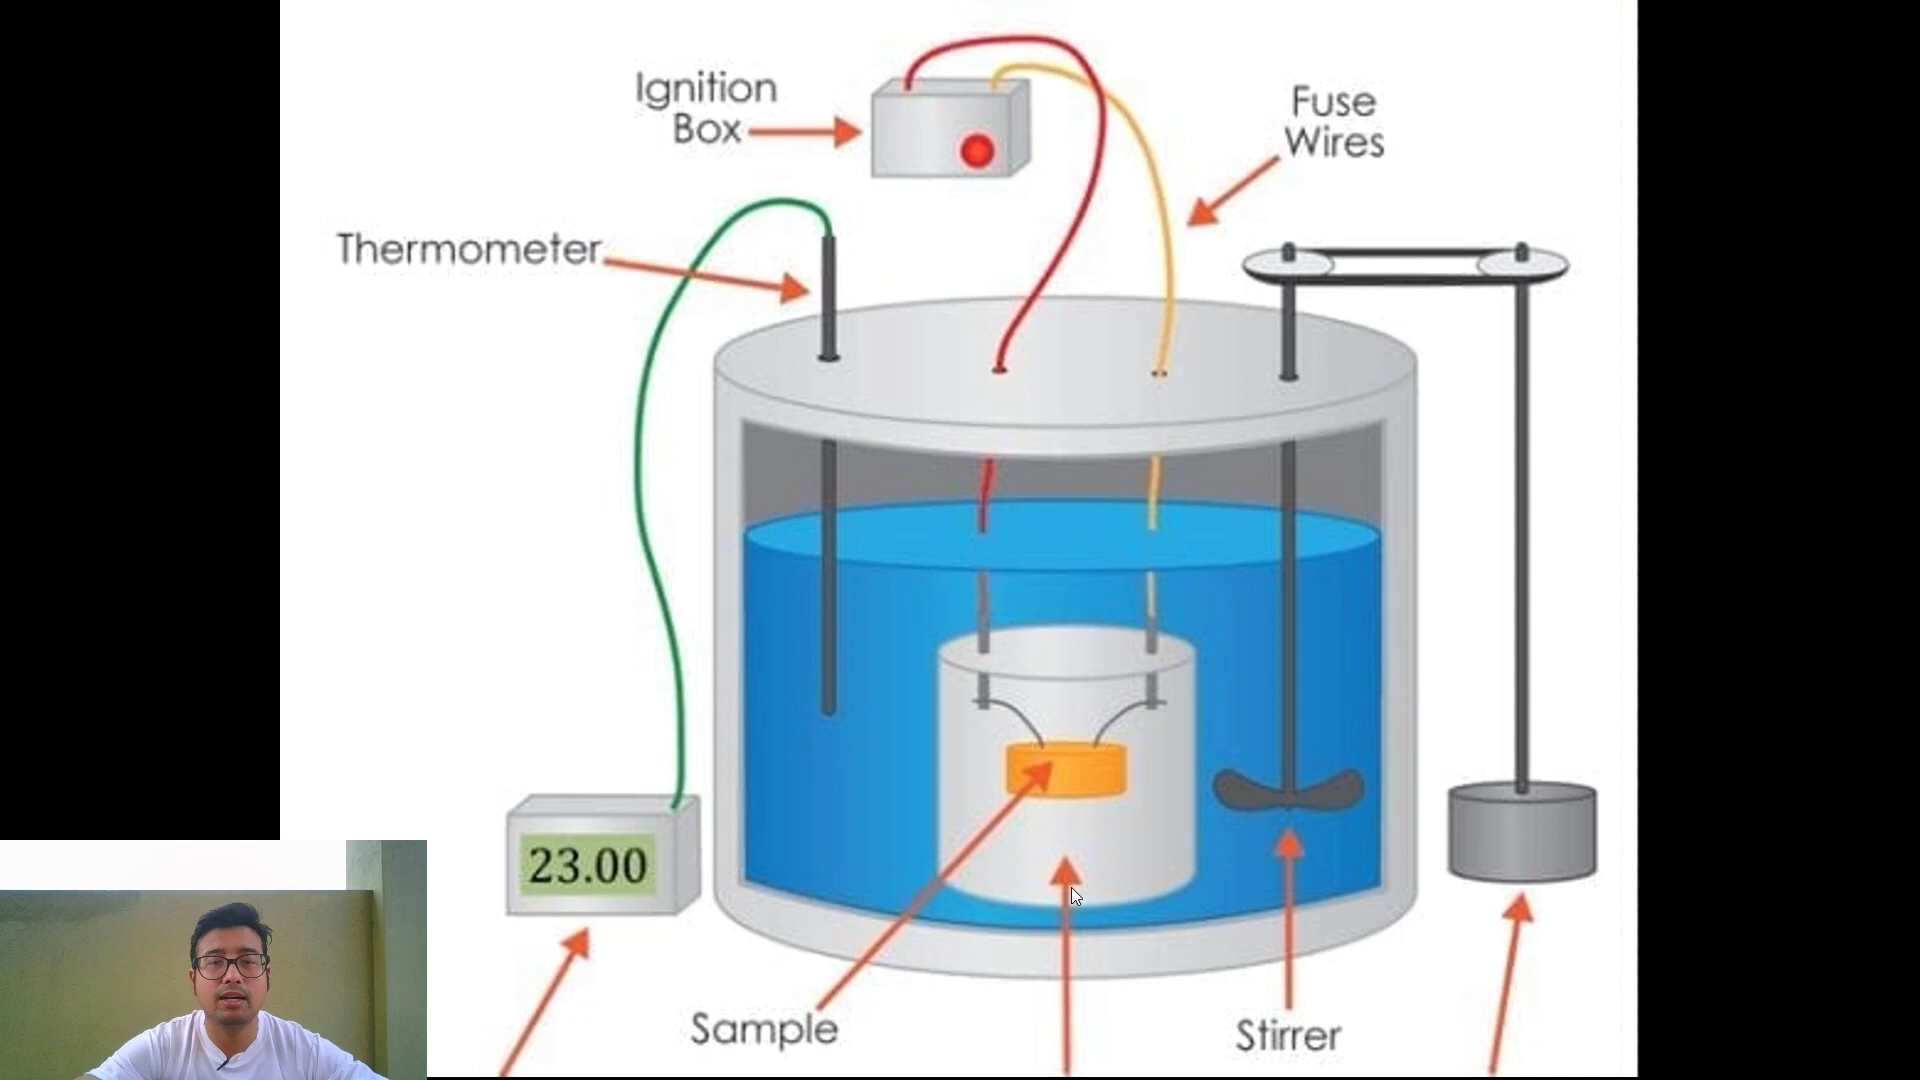 Ignition
Box
Fuse
Wires
Thermometer
23.00
Sample
Stirrer